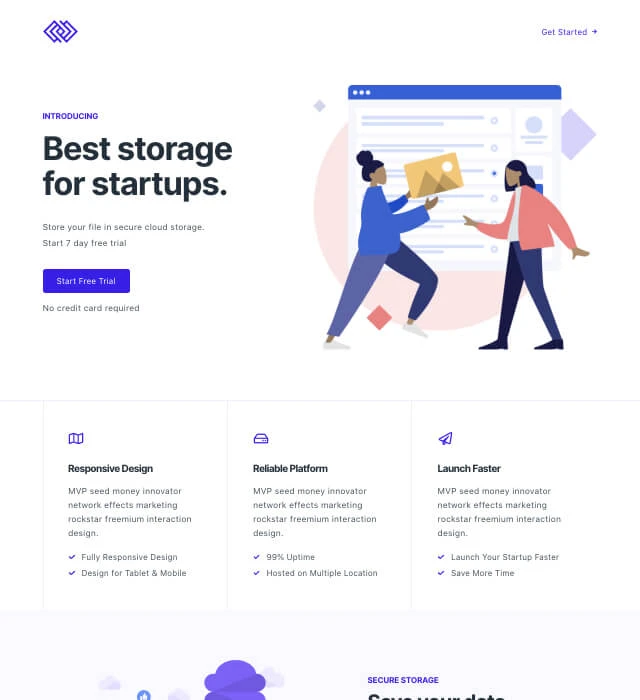 Get Started →
INTRODUCING
Best storage
for startups.
Store your file in secure cloud storage.
Start 7 day free trial
Start Free Trial
No credit card required
Responsive Design
MVP seed money innovator
network effects marketing
rockstar freemium interaction
design.
Fully Responsive Design
Design for Tablet & Mobile
Reliable Platform
MVP seed money innovator
network effects marketing
rockstar freemium interaction
design.
99% Uptime
Hosted on Multiple Location
Launch Faster
MVP seed money innovator
network effects marketing
rockstar freemium interaction
design.
Launch Your Startup Faster
Save More Time
SECURE STORAGE
Save your data